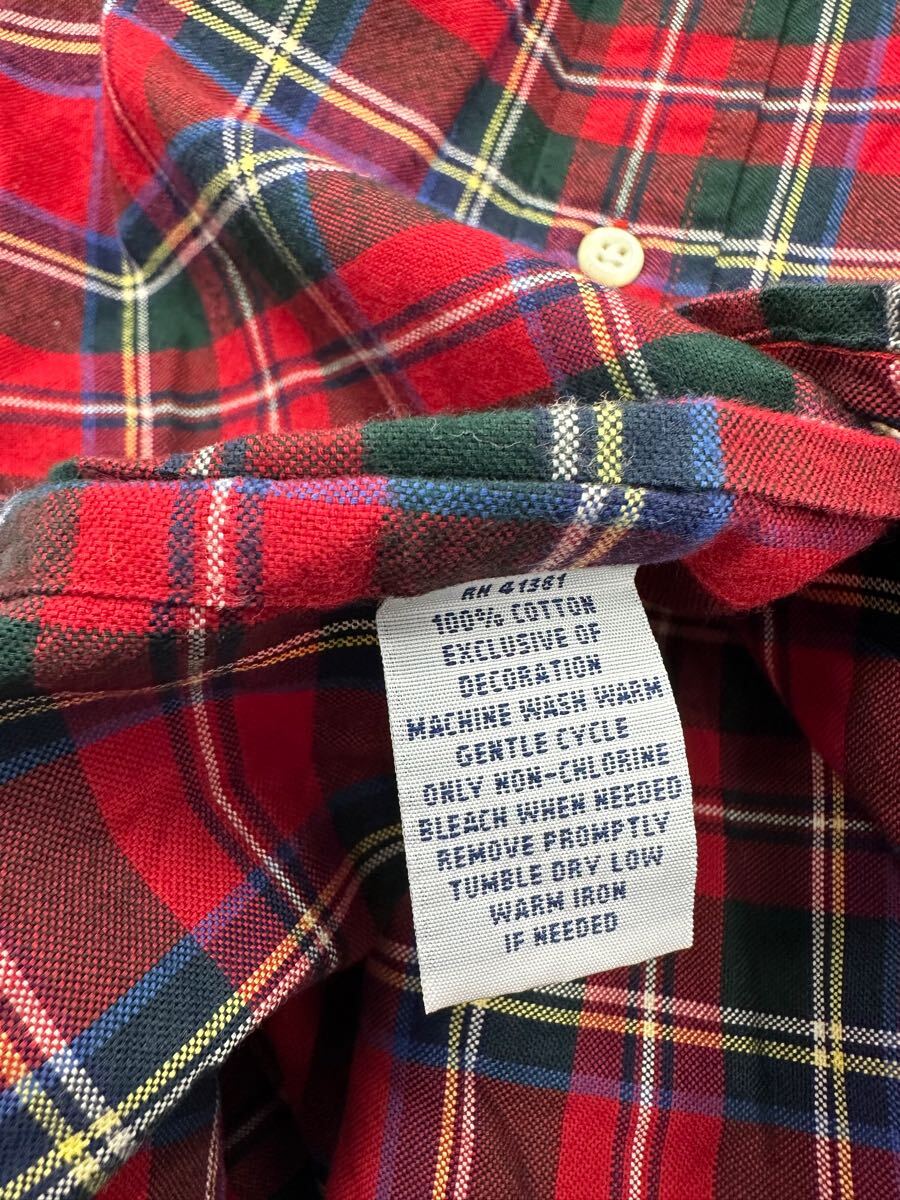 RN 41381
100% COTTON
EXCLUSIVE OF
DECORATION
MACHINE WASH WARM
GENTLE CYCLE
ONLY NON-CHLORINE
BLEACH WHEN NEEDED
REMOVE PROMPTLY
TUMBLE DRY LOW
WARM IRON
IF NEEDED